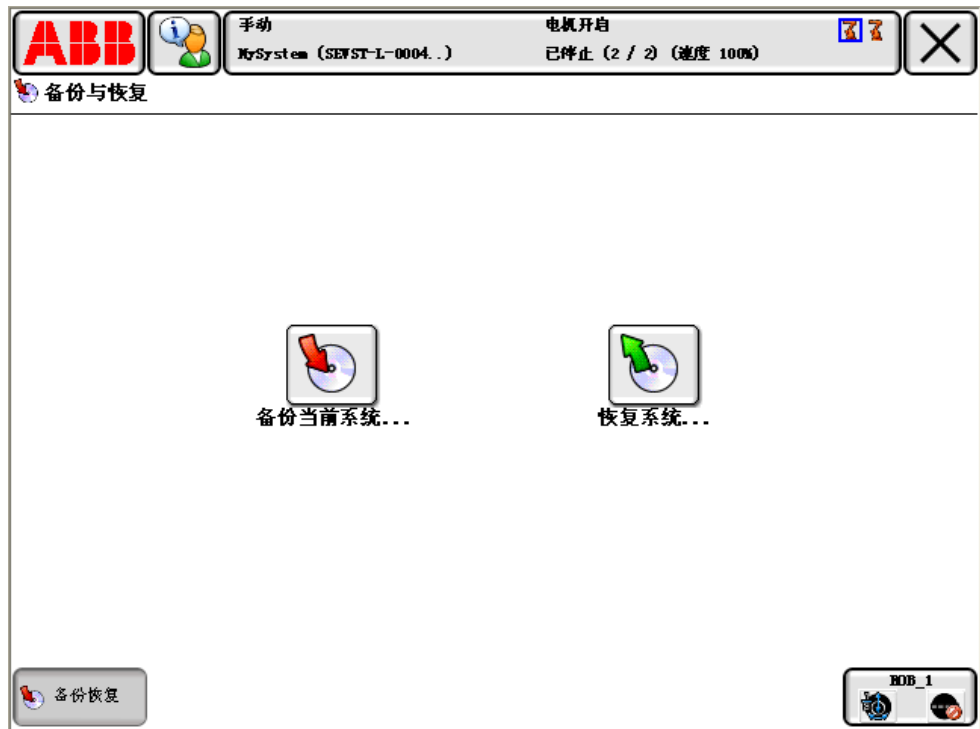 ABB
手动
电机开启
MySystem (SEVST-L-0004..)
已停止 (2 / 2) (速度 100%)
备份与恢复
备份当前系统...
恢复系统...
备份恢复
ROB_1